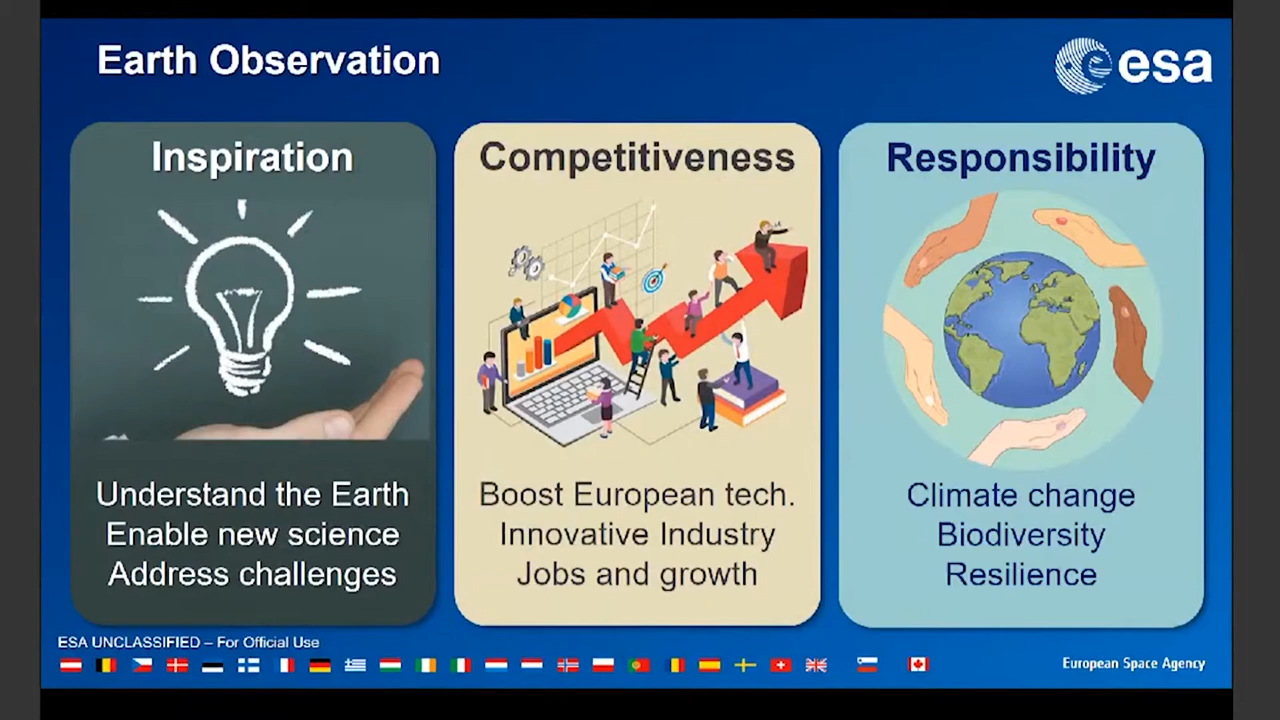 Earth Observation
esa
Inspiration
Understand the Earth
Enable new science
Address challenges
Competitiveness
Boost European tech.
Innovative Industry
Jobs and growth
Responsibility
Climate change
Biodiversity
Resilience
ESA UNCLASSIFIED – For Official Use
European Space Agency